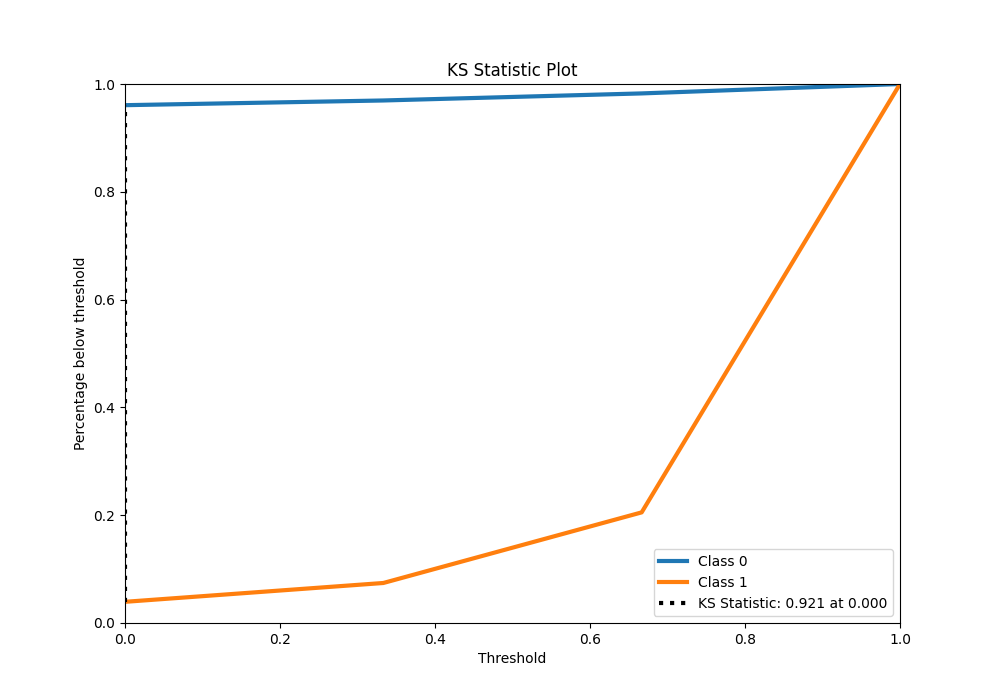 KS Statistic Plot
Percentage below threshold
1.0
0.8
0.6
0.4
0.2
0.0
0.0 0.2 0.4 0.6 0.8 1.0
Threshold
Class 0
Class 1
KS Statistic: 0.921 at 0.000